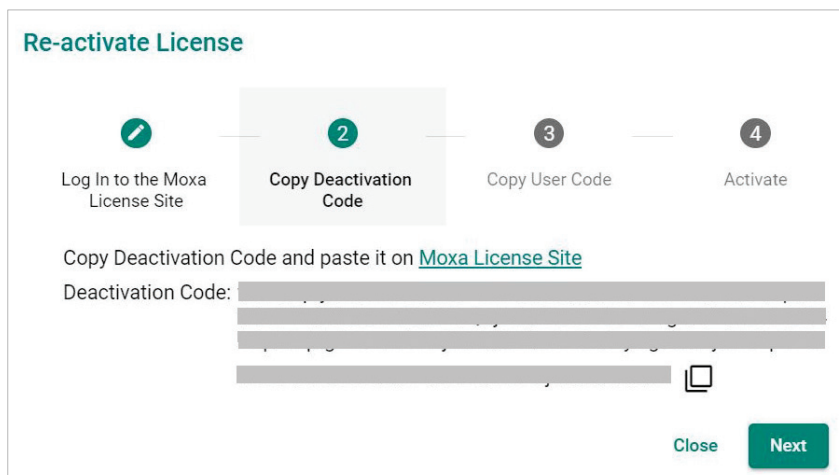 Re-activate License
2
3
4
Log In to the Moxa
License Site
Copy Deactivation
Code
Copy User Code
Activate
Copy Deactivation Code and paste it on Moxa License Site
Deactivation Code:
Close
Next